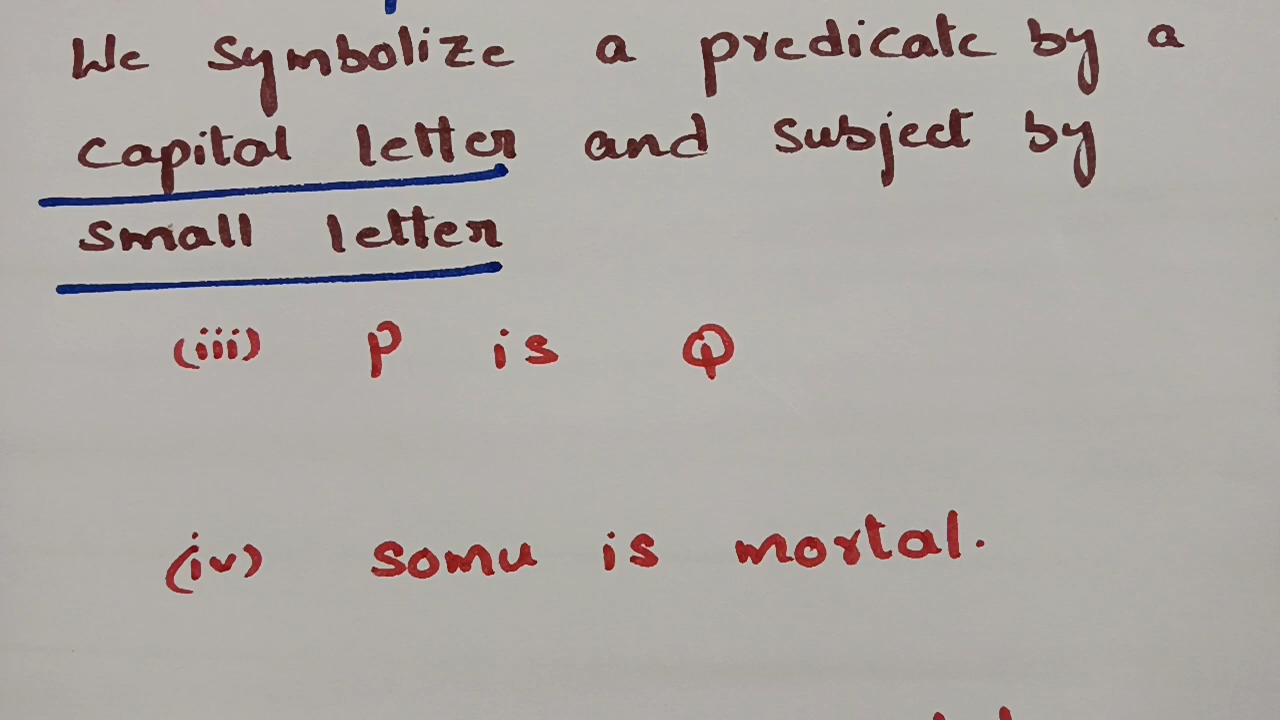 We symbolize a predicate by a
capital letter and subject by
small letter
(iii) p is Q
(iv) somu is mortal.